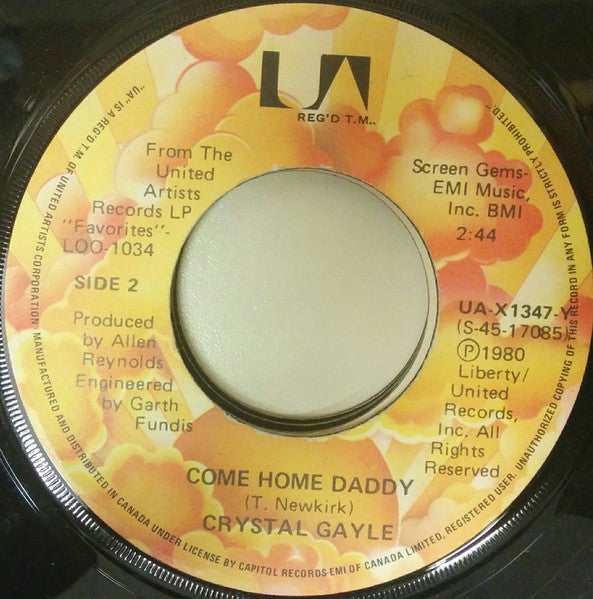 UA
REG'D T.M..
From The
United
Artists
Records LP
"Favorites"-
LOO-1034
SIDE 2
Produced
by Allen
Reynolds
Engineered
by Garth
Fundis
Screen Gems-
EMI Music,
Inc. BMI
2:44
UA-X1347-Y
(S-45-17085)
Ⓟ1980
Liberty/
United
Records,
Inc. All
Rights
Reserved
COME HOME DADDY
(T. Newkirk)
CRYSTAL GAYLE
"UA" IS A REG'D T.M. OF UNITED ARTISTS CORPORATION. MANUFACTURED AND DISTRIBUTED IN CANADA UNDER LICENSE BY CAPITOL RECORDS-EMI OF CANADA LIMITED, REGISTERED USER. UNAUTHORIZED COPYING OF THIS RECORD IN ANY FORM IS STRICTLY PROHIBITED"